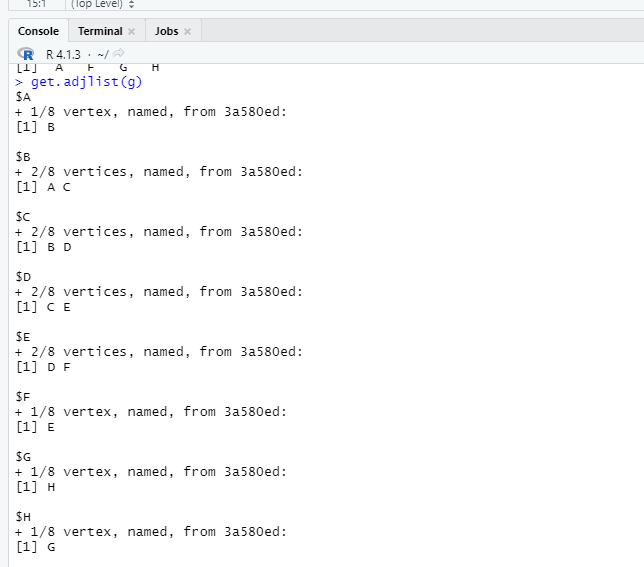 15:1 (Top Level)
Console Terminal × Jobs ×
R R 4.1.3 · ~/
[1] A F G H
> get.adjlist(g)
$A
+ 1/8 vertex, named, from 3a580ed:
[1] B
$B
+ 2/8 vertices, named, from 3a580ed:
[1] A C
$C
+ 2/8 vertices, named, from 3a580ed:
[1] B D
$D
+ 2/8 vertices, named, from 3a580ed:
[1] C E
$E
+ 2/8 vertices, named, from 3a580ed:
[1] D F
$F
+ 1/8 vertex, named, from 3a580ed:
[1] E
$G
+ 1/8 vertex, named, from 3a580ed:
[1] H
$H
+ 1/8 vertex, named, from 3a580ed:
[1] G